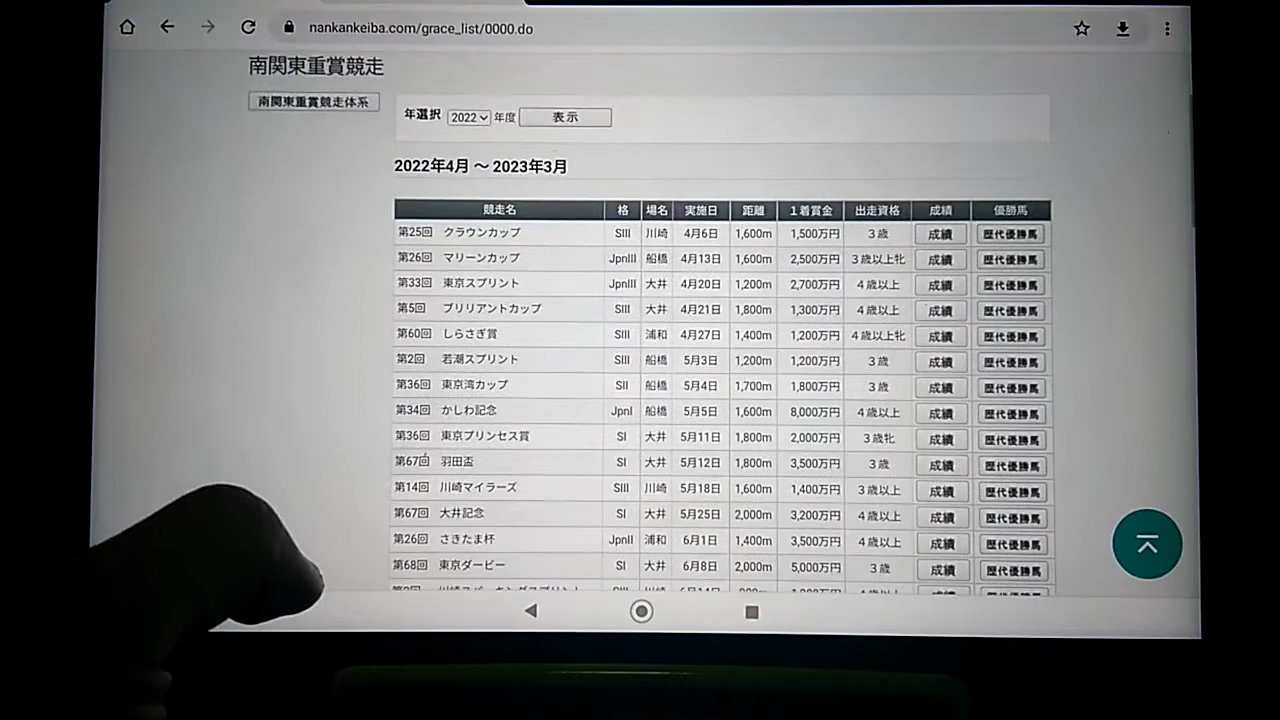 nankankeiba.com/grace_list/0000.do
南関東重賞競走
南関東重賞競走体系
年選択 2022 年度 表示
2022年4月 ～ 2023年3月
競走名 格 場名 実施日 距離 1着賞金 出走資格 成績 優勝馬
第25回 クラウンカップ SIII 川崎 4月6日 1,600m 1,500万円 3歳 成績 歴代優勝馬
第26回 マリーンカップ JpnIII 船橋 4月13日 1,600m 2,500万円 3歳以上牝 成績 歴代優勝馬
第33回 東京スプリント JpnIII 大井 4月20日 1,200m 2,700万円 4歳以上 成績 歴代優勝馬
第5回 ブリリアントカップ SIII 大井 4月21日 1,800m 1,300万円 4歳以上 成績 歴代優勝馬
第60回 しらさぎ賞 SIII 浦和 4月27日 1,400m 1,200万円 4歳以上牝 成績 歴代優勝馬
第2回 若潮スプリント SIII 船橋 5月3日 1,200m 1,200万円 3歳 成績 歴代優勝馬
第36回 東京湾カップ SII 船橋 5月4日 1,700m 1,800万円 3歳 成績 歴代優勝馬
第34回 かしわ記念 JpnI 船橋 5月5日 1,600m 8,000万円 4歳以上 成績 歴代優勝馬
第36回 東京プリンセス賞 SI 大井 5月11日 1,800m 2,000万円 3歳牝 成績 歴代優勝馬
第67回 羽田盃 SI 大井 5月12日 1,800m 3,500万円 3歳 成績 歴代優勝馬
第14回 川崎マイラーズ SIII 川崎 5月18日 1,600m 1,400万円 3歳以上 成績 歴代優勝馬
第67回 大井記念 SI 大井 5月25日 2,000m 3,200万円 4歳以上 成績 歴代優勝馬
第26回 さきたま杯 JpnII 浦和 6月1日 1,400m 3,500万円 4歳以上 成績 歴代優勝馬
第68回 東京ダービー SI 大井 6月8日 2,000m 5,000万円 3歳 成績 歴代優勝馬